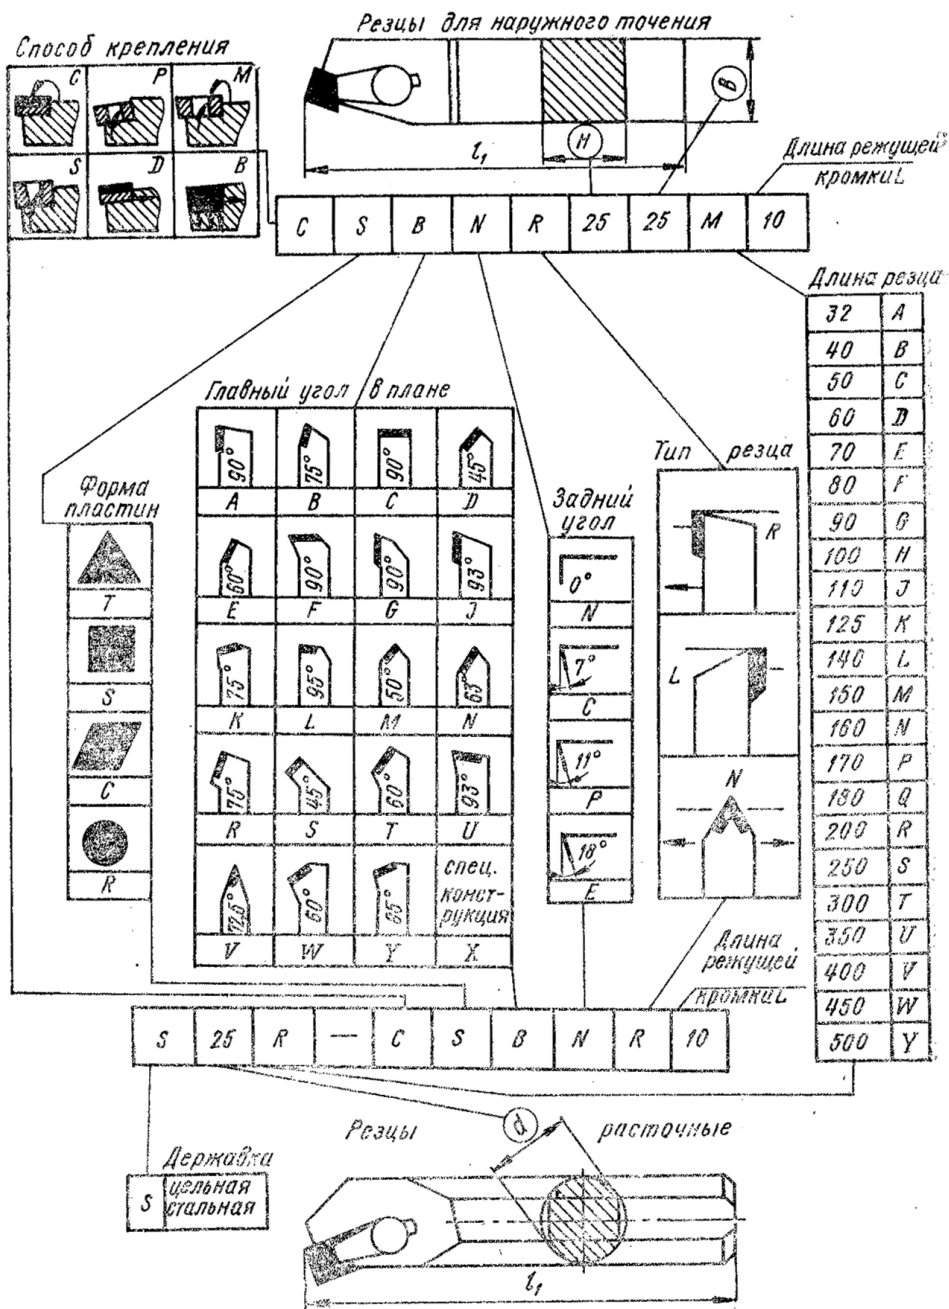 Резцы для наружного точения
Способ крепления
C P M
S D B
B
H
l₁
Длина режущей
кромки L
C S B N R 25 25 M 10
Длина резца
32 A
40 B
50 C
60 D
70 E
80 F
90 G
100 H
110 J
125 K
140 L
150 M
160 N
170 P
180 Q
200 R
250 S
300 T
350 U
400 V
450 W
500 Y
Главный угол в плане
90° 75° 90° 45°
A B C D
60° 90° 90° 93°
E F G J
75° 95° 50° 63°
K L M N
75° 45° 60° 93°
R S T U
72,5° 60° 85° спец.
конст-
рукция
V W Y X
Форма
пластин
T
S
C
R
Задний
угол
0°
N
7°
C
11°
P
18°
E
Тип резца
R
L
N
Длина
режущей
кромки L
S 25 R — C S B N R 10
d
Резцы расточные
Державка
S цельная
стальная
l₁